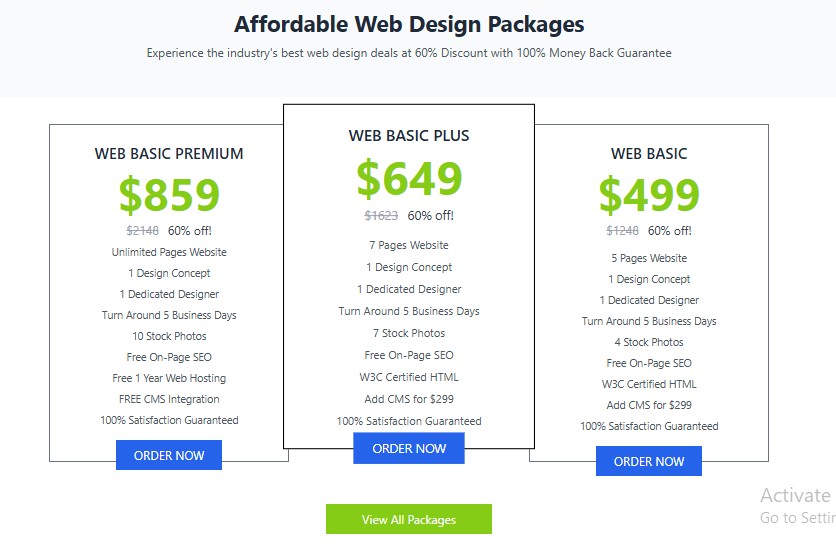 Affordable Web Design Packages
Experience the industry's best web design deals at 60% Discount with 100% Money Back Guarantee
WEB BASIC PREMIUM
$859
$2148 60% off!
Unlimited Pages Website
1 Design Concept
1 Dedicated Designer
Turn Around 5 Business Days
10 Stock Photos
Free On-Page SEO
Free 1 Year Web Hosting
FREE CMS Integration
100% Satisfaction Guaranteed
ORDER NOW
WEB BASIC PLUS
$649
$1623 60% off!
7 Pages Website
1 Design Concept
1 Dedicated Designer
Turn Around 5 Business Days
7 Stock Photos
Free On-Page SEO
W3C Certified HTML
Add CMS for $299
100% Satisfaction Guaranteed
ORDER NOW
WEB BASIC
$499
$1248 60% off!
5 Pages Website
1 Design Concept
1 Dedicated Designer
Turn Around 5 Business Days
4 Stock Photos
Free On-Page SEO
W3C Certified HTML
Add CMS for $299
100% Satisfaction Guaranteed
ORDER NOW
View All Packages
Activate
Go to